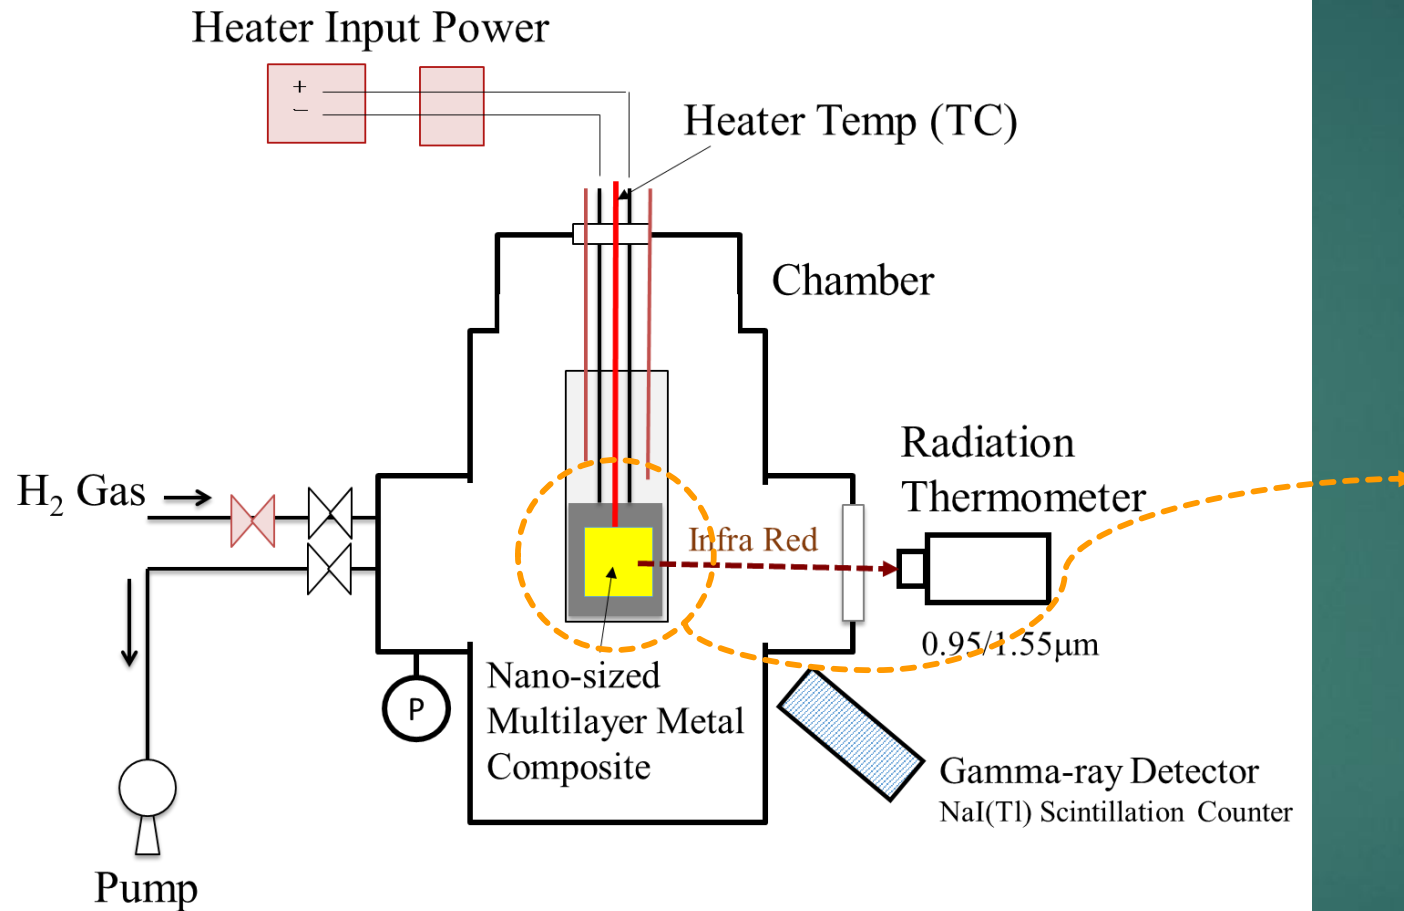 Heater Input Power
+
−
Heater Temp (TC)
Chamber
Radiation
Thermometer
H₂ Gas
Infra Red
0.95/1.55μm
Nano-sized
Multilayer Metal
Composite
P
Gamma-ray Detector
NaI(Tl) Scintillation Counter
Pump